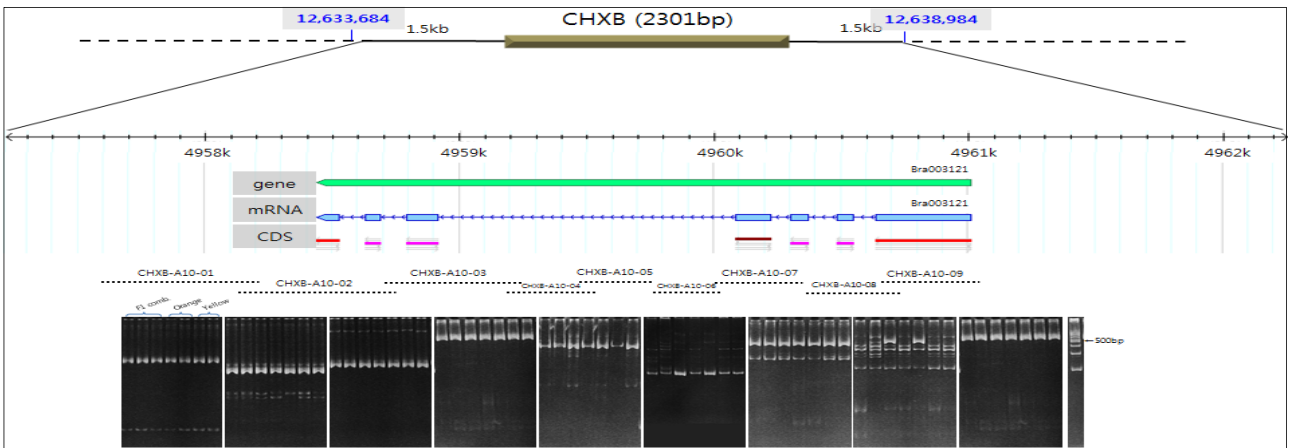 12,633,684
CHXB (2301bp)
12,638,984
1.5kb
1.5kb
4958k
4959k
4960k
4961k
4962k
Bra003121
gene
mRNA
Bra003121
CDS
CHXB-A10-01
CHXB-A10-02
CHXB-A10-03
CHXB-A10-04
CHXB-A10-05
CHXB-A10-06
CHXB-A10-07
CHXB-A10-08
CHXB-A10-09
F1 comb.
Orange
Yellow
500bp